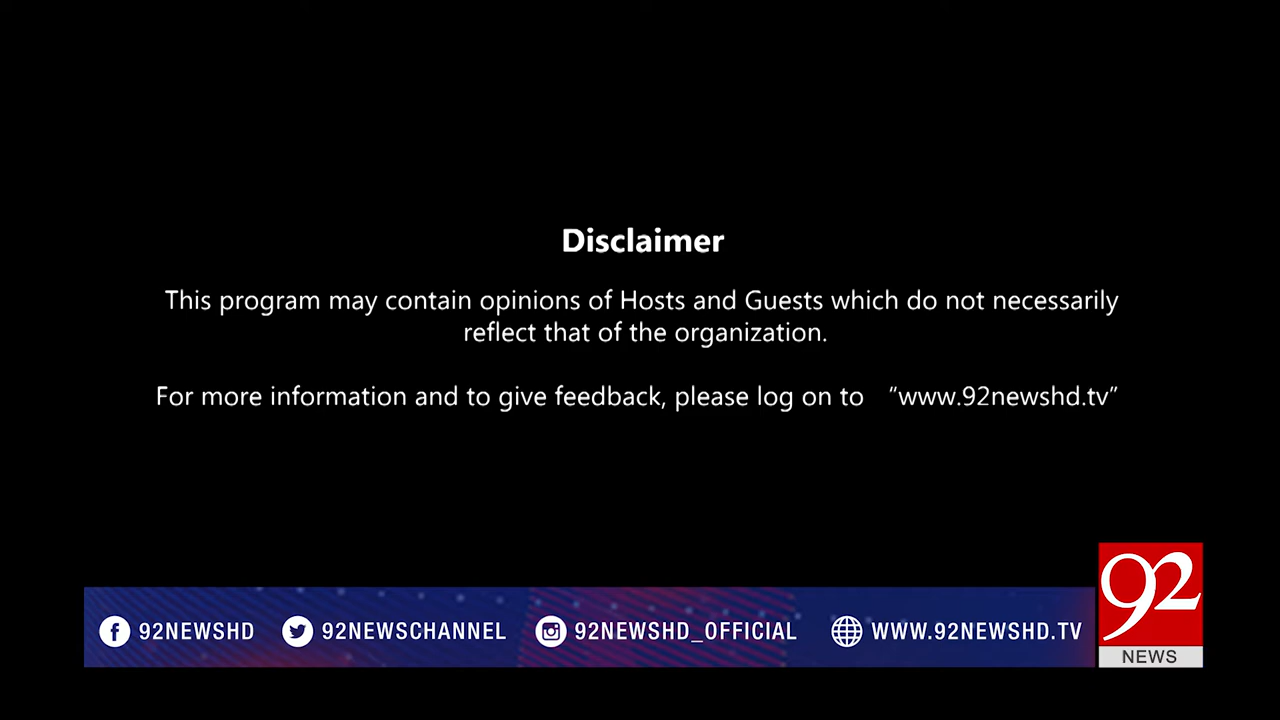 Disclaimer
This program may contain opinions of Hosts and Guests which do not necessarily
reflect that of the organization.
For more information and to give feedback, please log on to “www.92newshd.tv”
92NEWSHD 92NEWSCHANNEL 92NEWSHD_OFFICIAL WWW.92NEWSHD.TV
92
NEWS